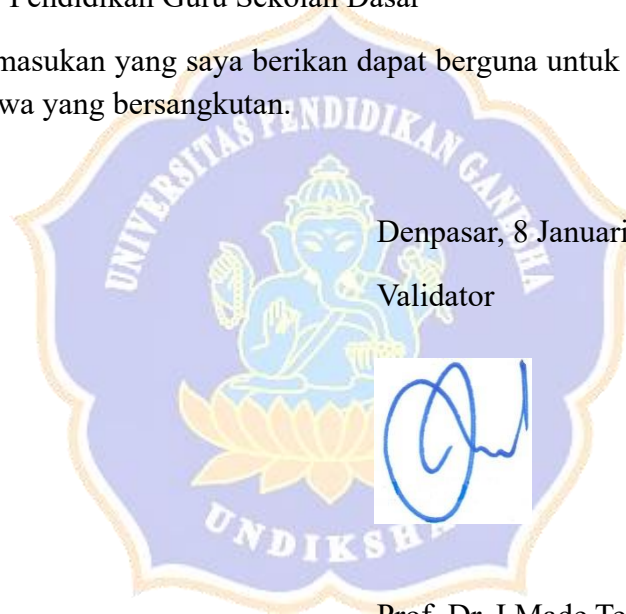 Pendidikan Guru Sekolah Dasar
masukan yang saya berikan dapat berguna untuk
wa yang bersangkutan.
UNIVERSITAS PENDIDIKAN GANESHA
Denpasar, 8 Januari
Validator
UNDIKSHA
Prof. Dr. I Made Te